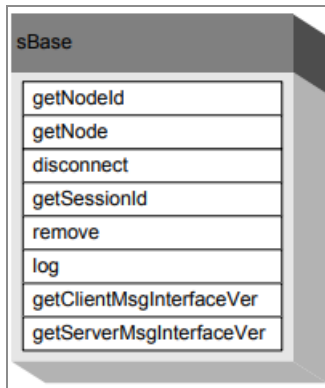 sBase
getNodeId
getNode
disconnect
getSessionId
remove
log
getClientMsgInterfaceVer
getServerMsgInterfaceVer